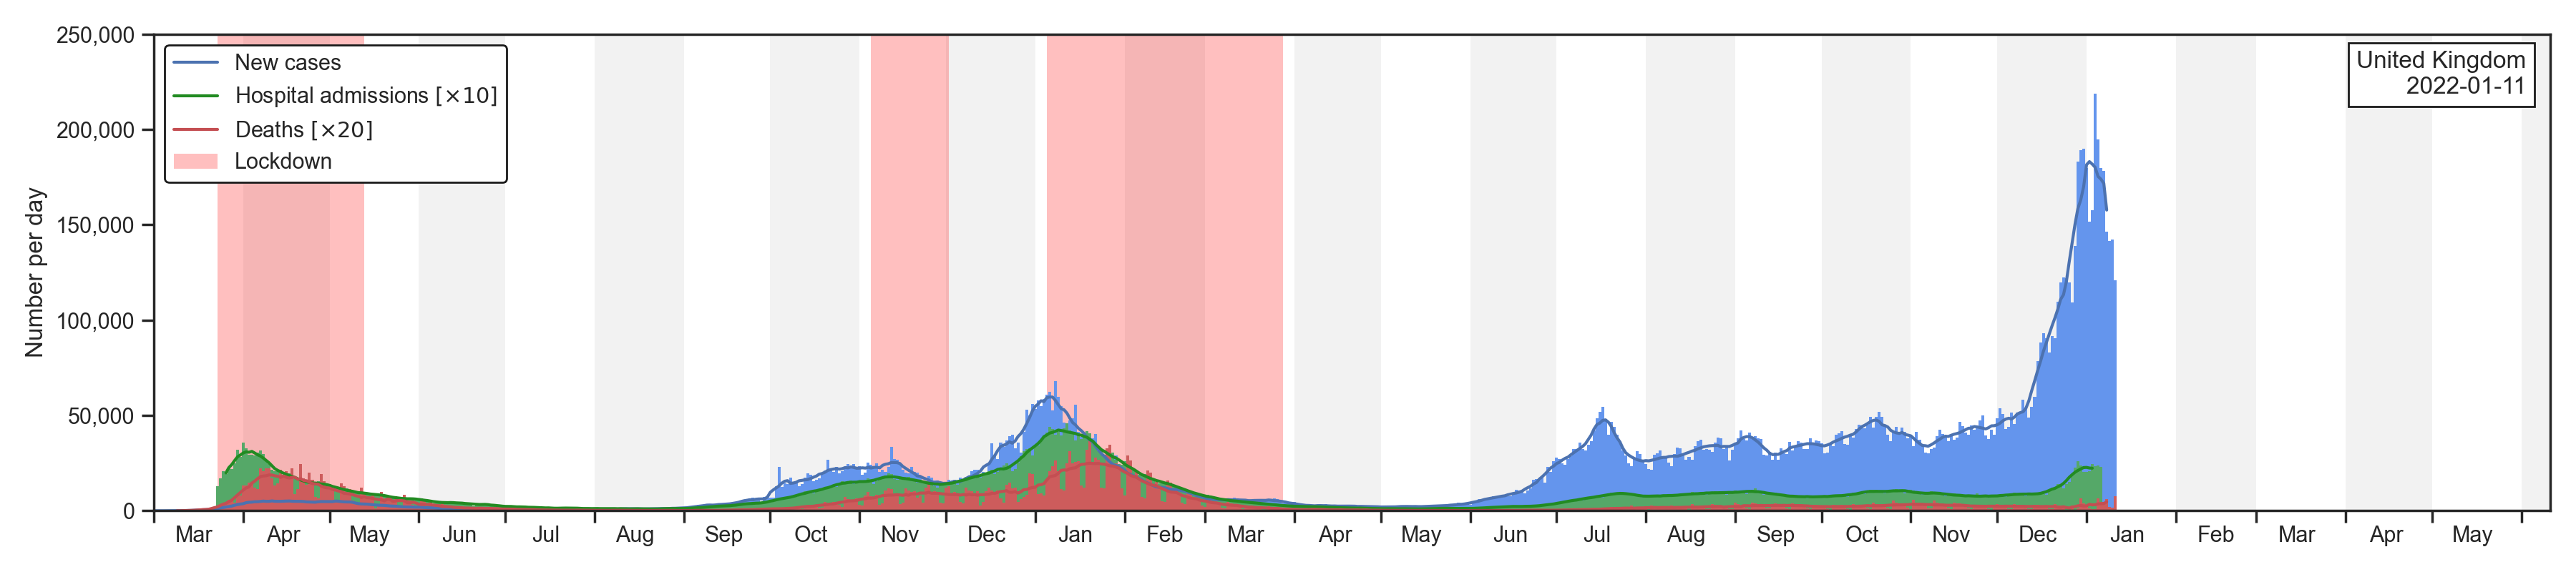 250,000
200,000
150,000
100,000
50,000
0
Number per day
New cases
Hospital admissions [×10]
Deaths [×20]
Lockdown
United Kingdom
2022-01-11
Mar Apr May Jun Jul Aug Sep Oct Nov Dec Jan Feb Mar Apr May Jun Jul Aug Sep Oct Nov Dec Jan Feb Mar Apr May